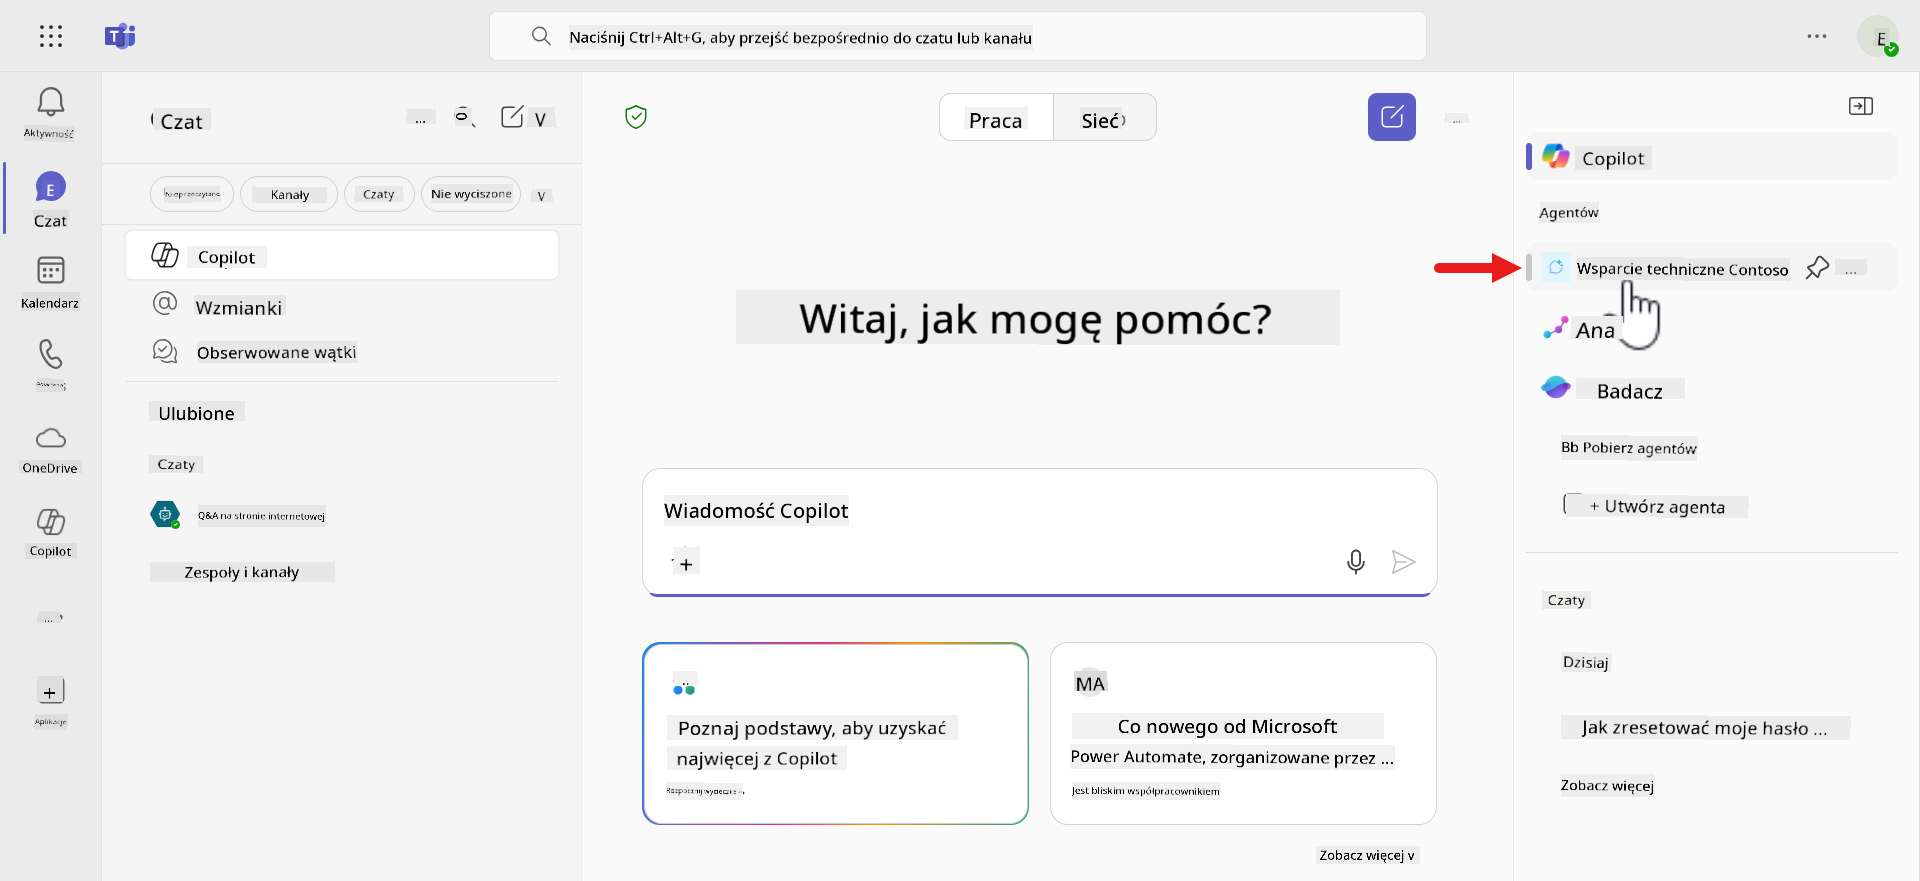 Naciśnij Ctrl+Alt+G, aby przejść bezpośrednio do czatu lub kanału
E
Aktywność
E
Czat
Kalendarz
OneDrive
Copilot
Aplikacje
Czat
Nieprzeczytane
Kanały
Czaty
Nie wyciszone
Copilot
Wzmianki
Obserwowane wątki
Ulubione
Czaty
Q&A na stronie internetowej
Zespoły i kanały
Praca
Sieć
Witaj, jak mogę pomóc?
Wiadomość Copilot
+
Poznaj podstawy, aby uzyskać
najwięcej z Copilot
Rozpocznij wycieczkę
MA
Co nowego od Microsoft
Power Automate, zorganizowane przez ...
Jest bliskim współpracownikiem
Zobacz więcej v
Copilot
Agentów
Wsparcie techniczne Contoso
...
Ana
Badacz
Bb Pobierz agentów
+ Utwórz agenta
Czaty
Dzisiaj
Jak zresetować moje hasło ...
Zobacz więcej